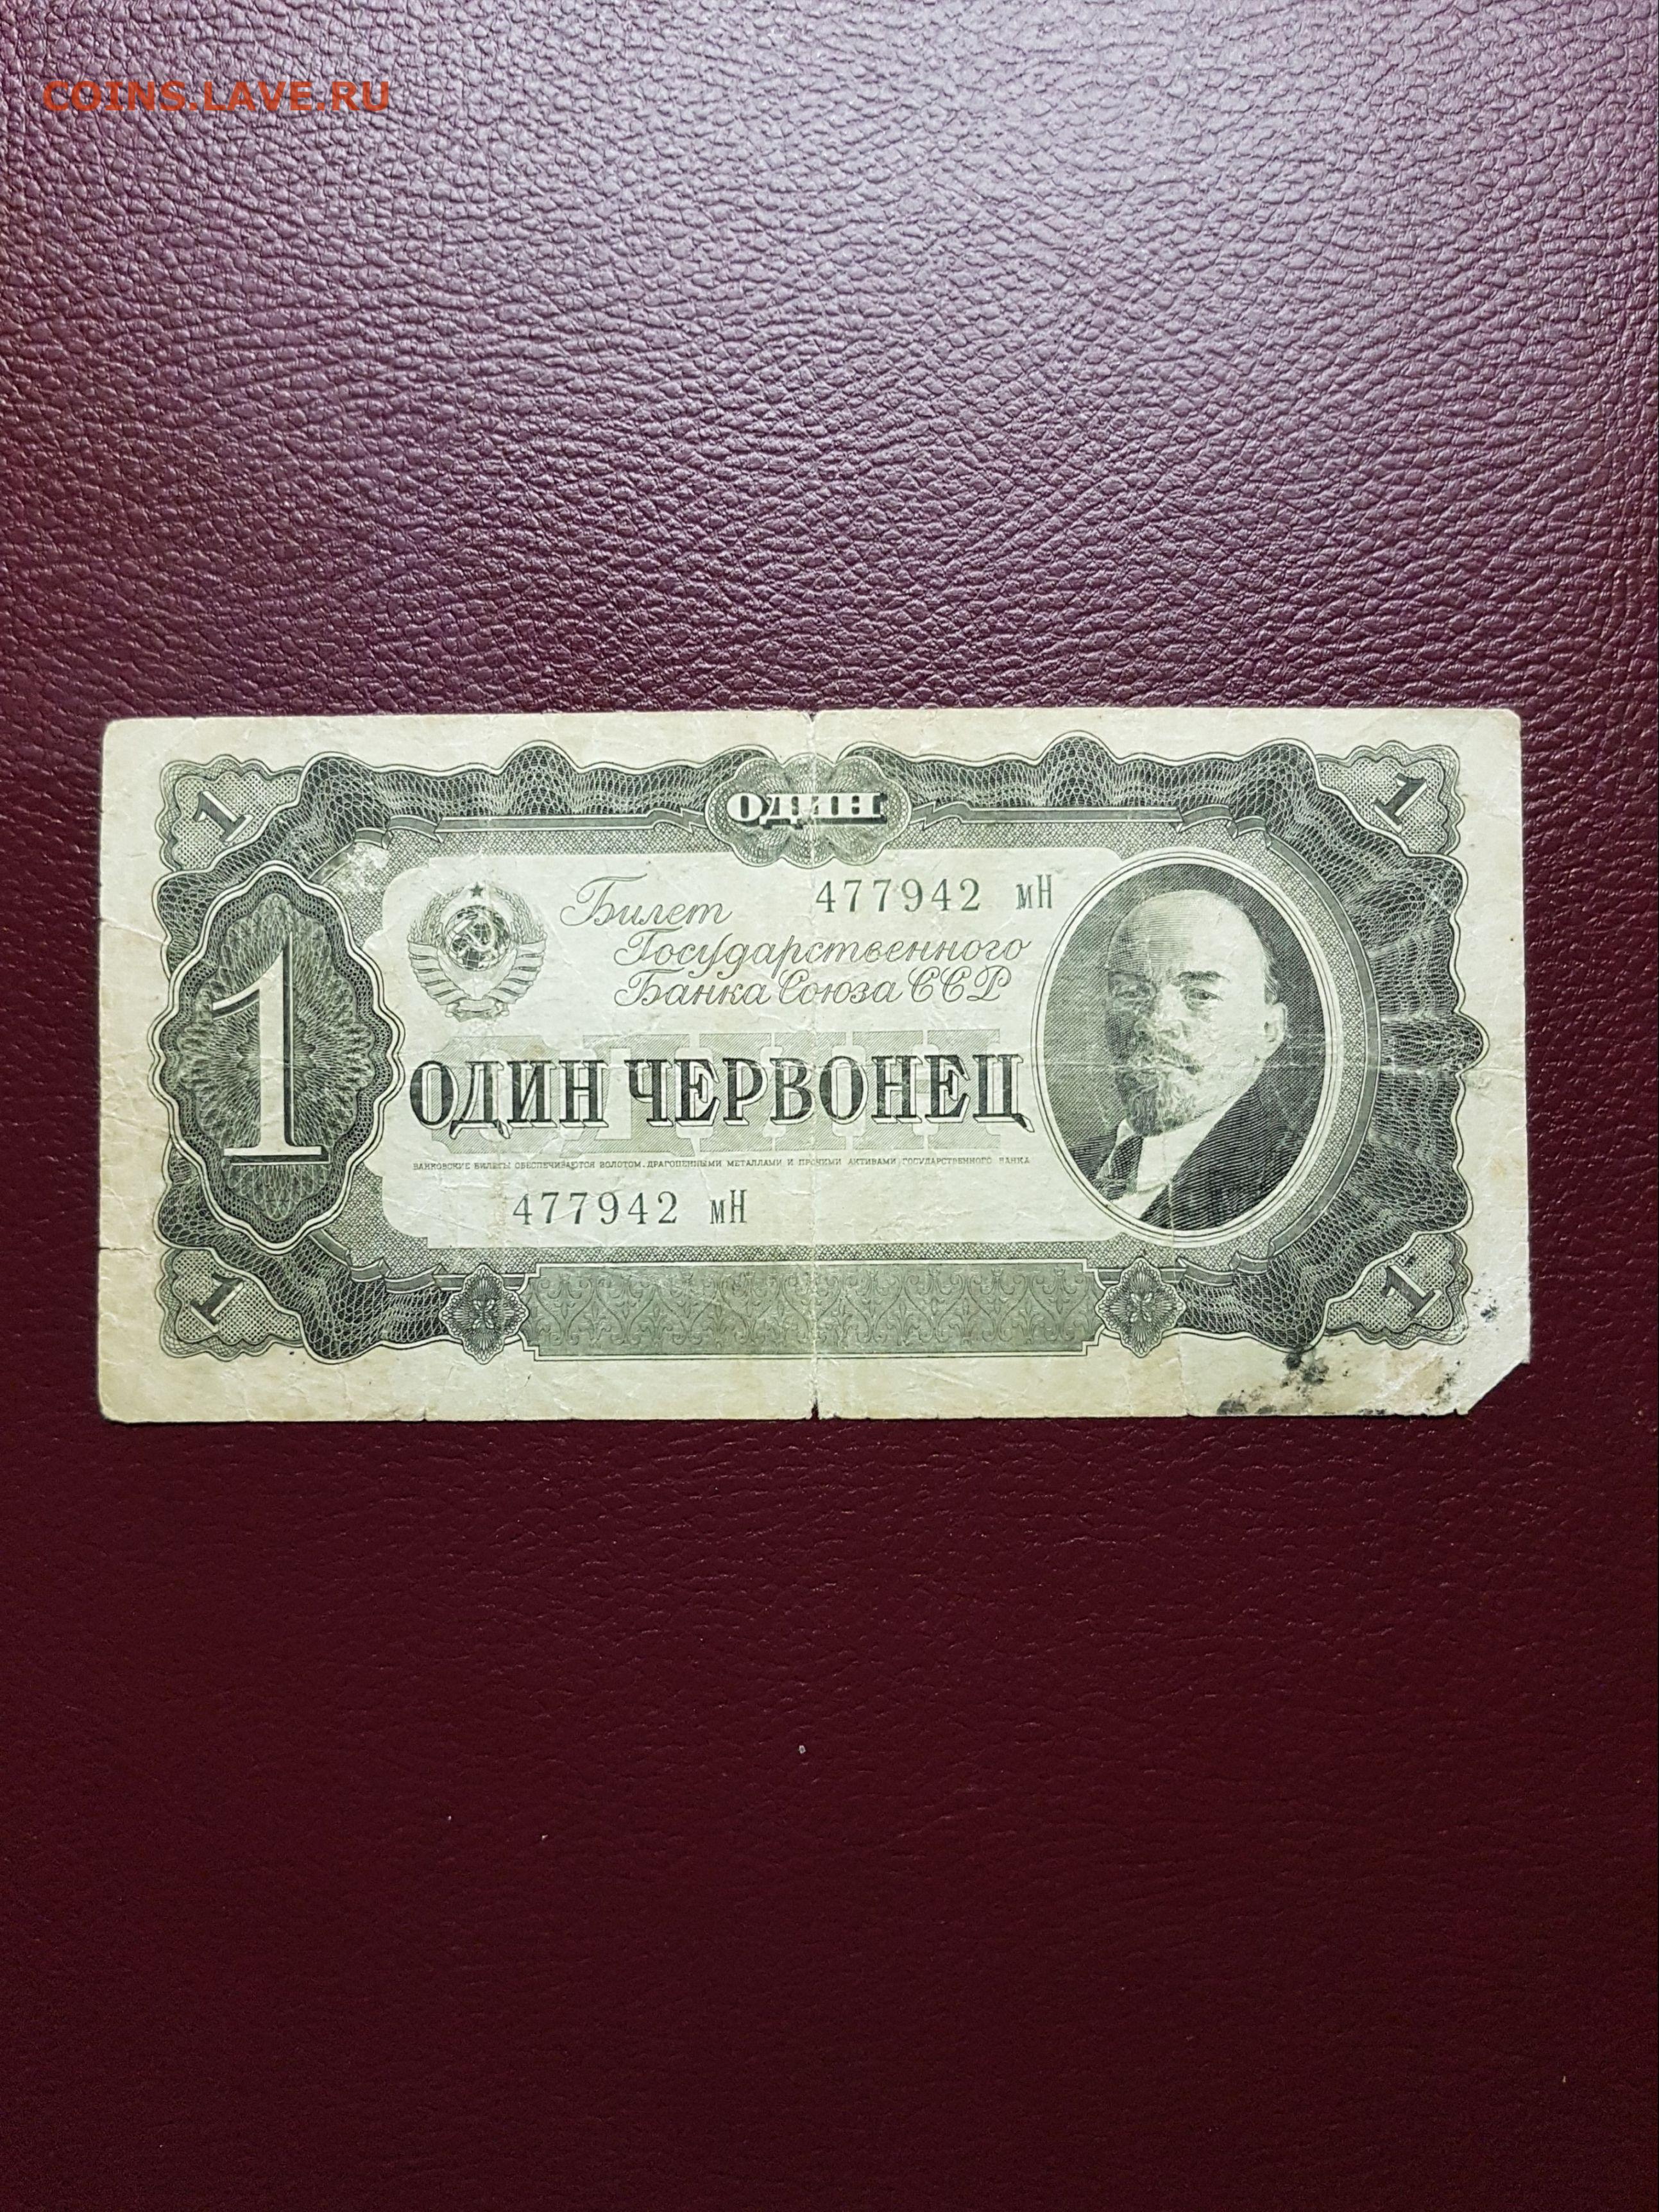 COINS.LAVE.RU
1 ОДИН 1
Билет 477942 мН
Государственного
Банка Союза ССР
1
ОДИН ЧЕРВОНЕЦ
БАНКОВСКИЕ БИЛЕТЫ ОБЕСПЕЧИВАЮТСЯ ЗОЛОТОМ, ДРАГОЦЕННЫМИ МЕТАЛЛАМИ И ПРОЧИМИ АКТИВАМИ ГОСУДАРСТВЕННОГО БАНКА
477942 мН
1 1